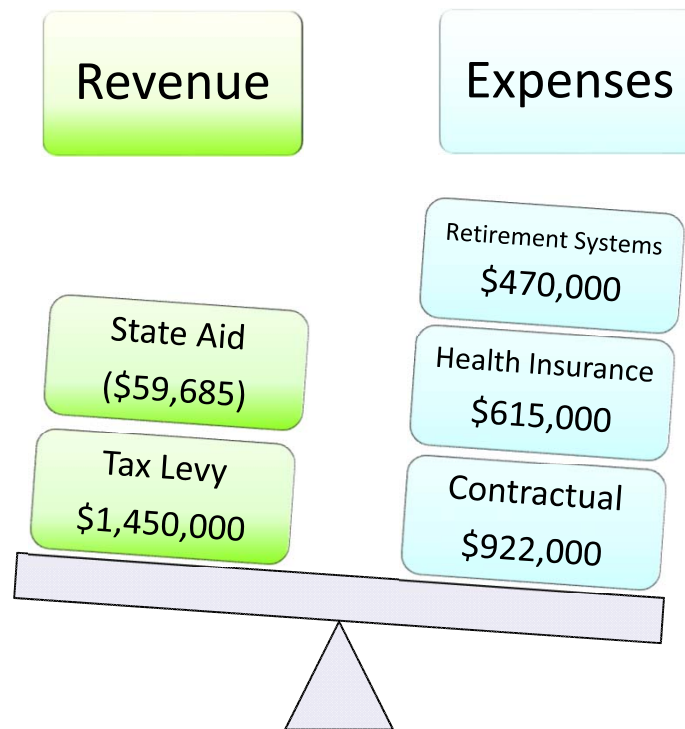 Revenue
Expenses
State Aid
($59,685)
Tax Levy
$1,450,000
Retirement Systems
$470,000
Health Insurance
$615,000
Contractual
$922,000